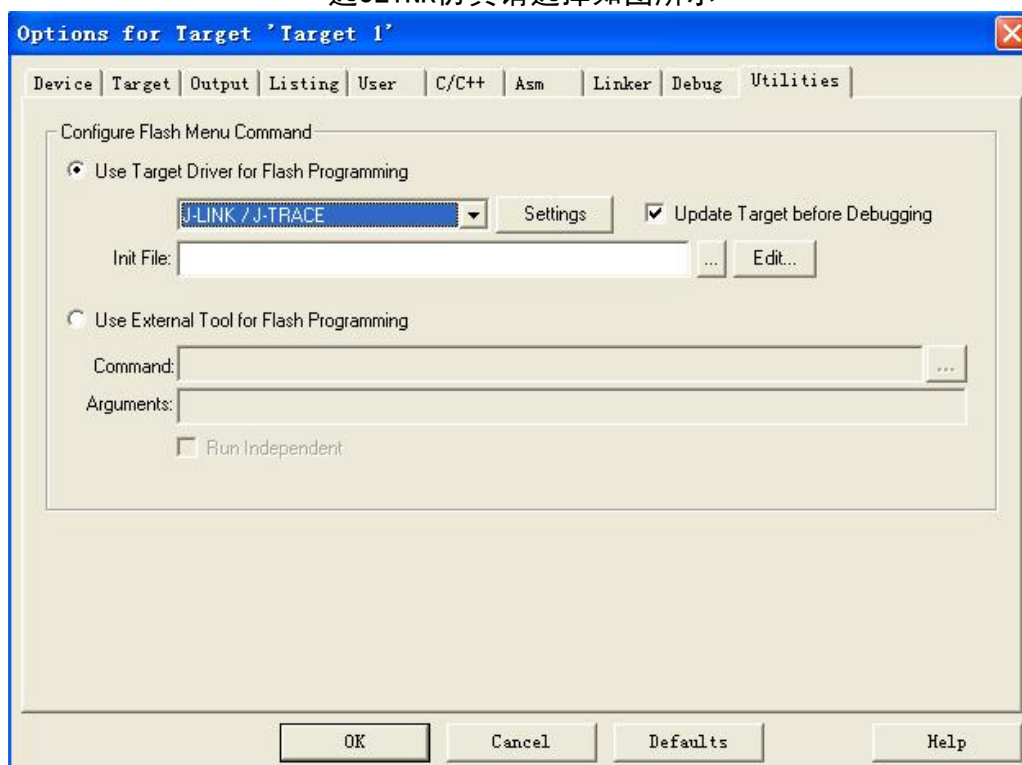 Options for Target 'Target 1'
Device Target Output Listing User C/C++ Asm Linker Debug Utilities
Configure Flash Menu Command
Use Target Driver for Flash Programming
J-LINK / J-TRACE Settings Update Target before Debugging
Init File: ... Edit...
Use External Tool for Flash Programming
Command: ...
Arguments:
Run Independent
OK Cancel Defaults Help